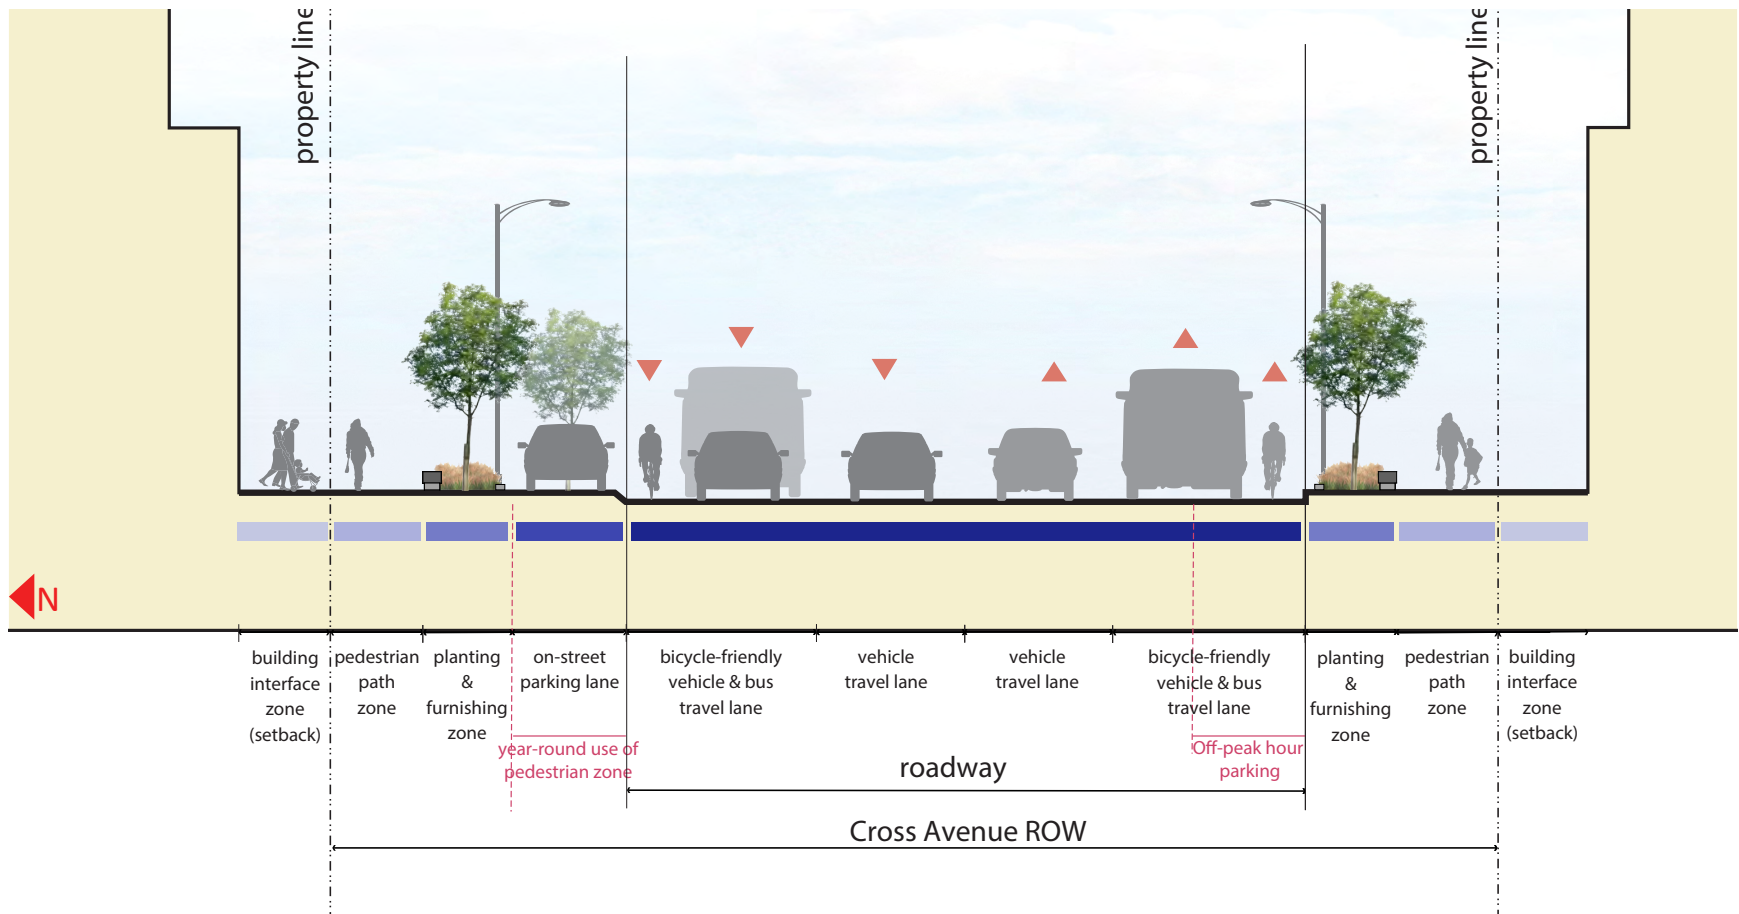 property line
property line
N
building
interface
zone
(setback)
pedestrian
path
zone
planting
&
furnishing
zone
on-street
parking lane
bicycle-friendly
vehicle & bus
travel lane
vehicle
travel lane
vehicle
travel lane
bicycle-friendly
vehicle & bus
travel lane
planting
&
furnishing
zone
pedestrian
path
zone
building
interface
zone
(setback)
year-round use of
pedestrian zone
Off-peak hour
parking
roadway
Cross Avenue ROW